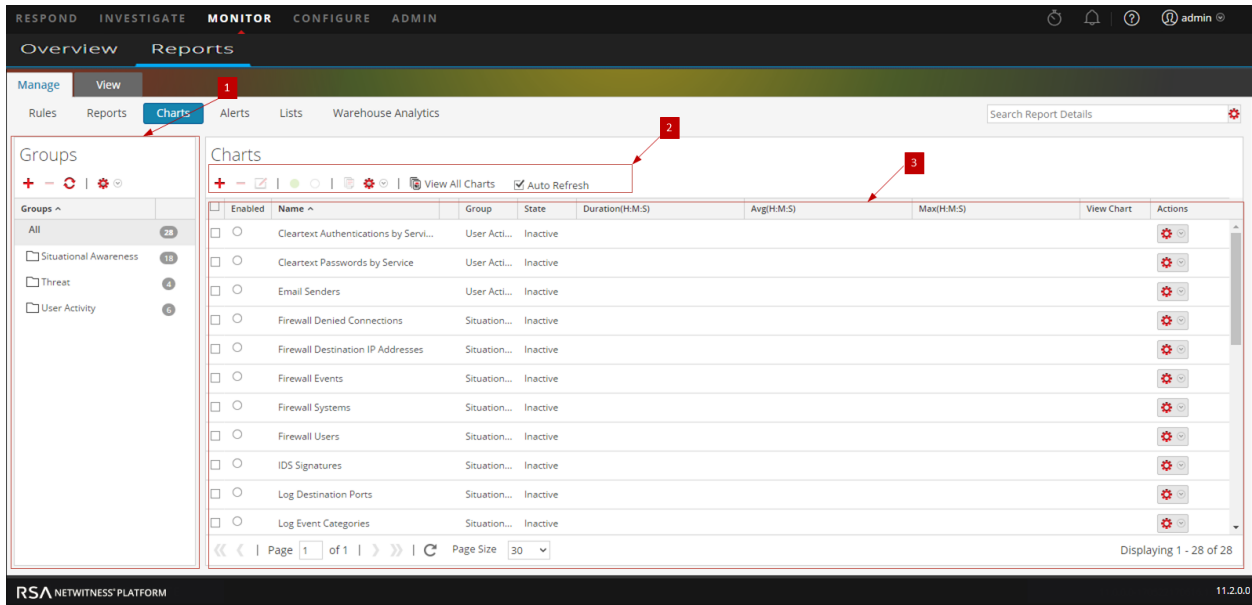 RESPOND INVESTIGATE MONITOR CONFIGURE ADMIN admin
Overview Reports
Manage View
1
Rules Reports Charts Alerts Lists Warehouse Analytics Search Report Details
2
3
Groups
Groups
All 28
Situational Awareness 18
Threat 4
User Activity 6
Charts
View All Charts Auto Refresh
Enabled Name Group State Duration(H:M:S) Avg(H:M:S) Max(H:M:S) View Chart Actions
Cleartext Authentications by Servi... User Acti... Inactive
Cleartext Passwords by Service User Acti... Inactive
Email Senders User Acti... Inactive
Firewall Denied Connections Situation... Inactive
Firewall Destination IP Addresses Situation... Inactive
Firewall Events Situation... Inactive
Firewall Systems Situation... Inactive
Firewall Users Situation... Inactive
IDS Signatures Situation... Inactive
Log Destination Ports Situation... Inactive
Log Event Categories Situation... Inactive
Page 1 of 1 Page Size 30 Displaying 1 - 28 of 28
RSA NETWITNESS® PLATFORM 11.2.0.0